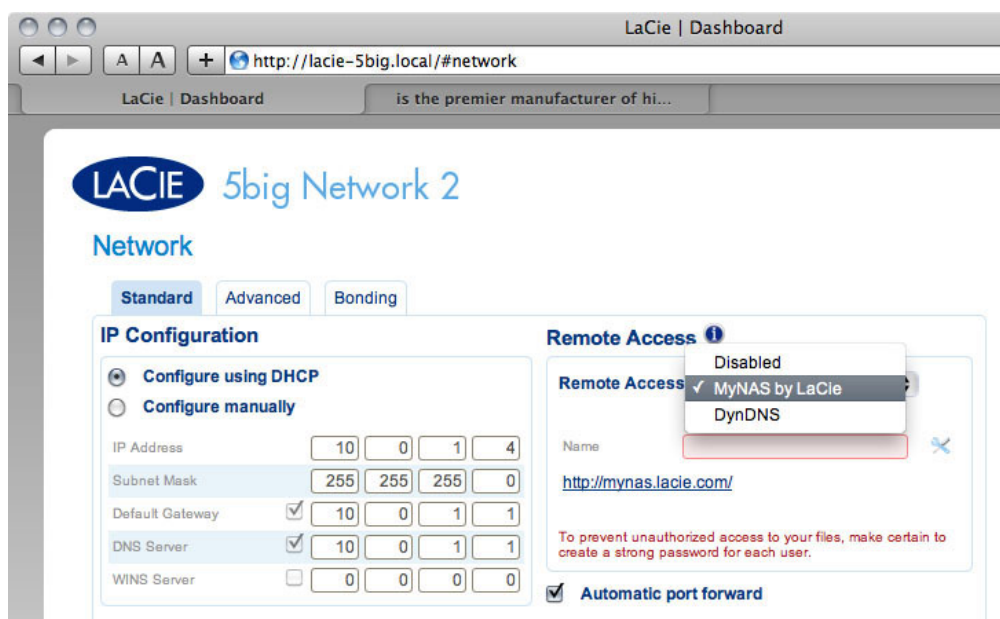 LaCie | Dashboard
A A + http://lacie-5big.local/#network
LaCie | Dashboard
is the premier manufacturer of hi...
LACIE 5big Network 2
Network
Standard Advanced Bonding
IP Configuration
Configure using DHCP
Configure manually
IP Address 10 0 1 4
Subnet Mask 255 255 255 0
Default Gateway 10 0 1 1
DNS Server 10 0 1 1
WINS Server 0 0 0 0
Remote Access i
Remote Access
Disabled
✓ MyNAS by LaCie
DynDNS
Name
http://mynas.lacie.com/
To prevent unauthorized access to your files, make certain to
create a strong password for each user.
Automatic port forward